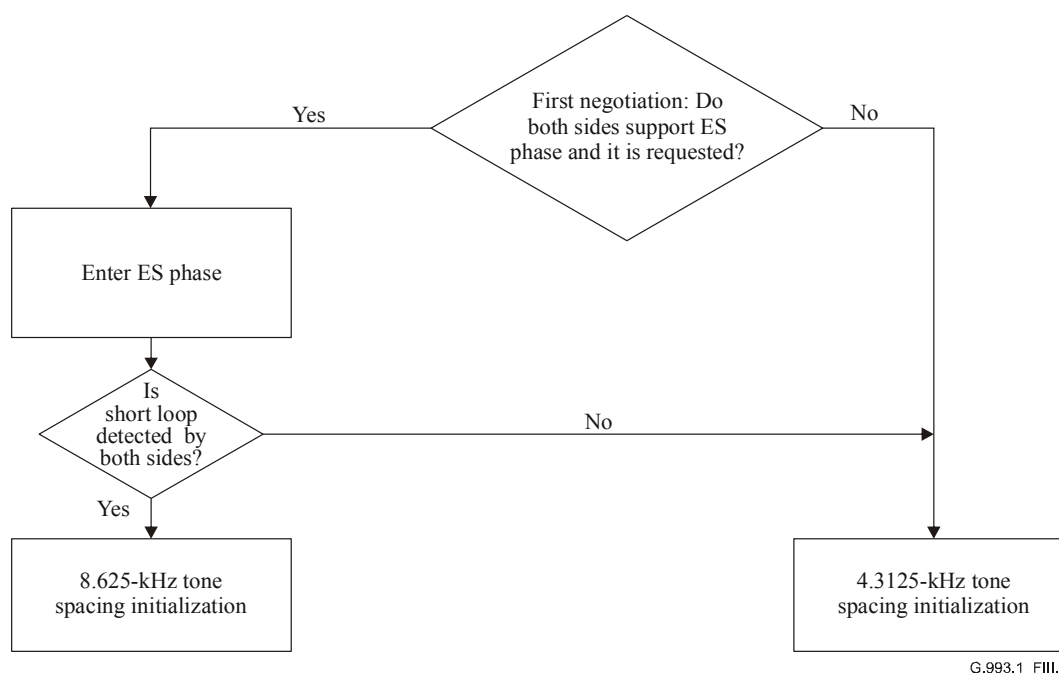 First negotiation: Do
both sides support ES
phase and it is requested?
Yes
No
Enter ES phase
Is
short loop
detected by
both sides?
No
Yes
8.625-kHz tone
spacing initialization
4.3125-kHz tone
spacing initialization
G.993.1_FIII.